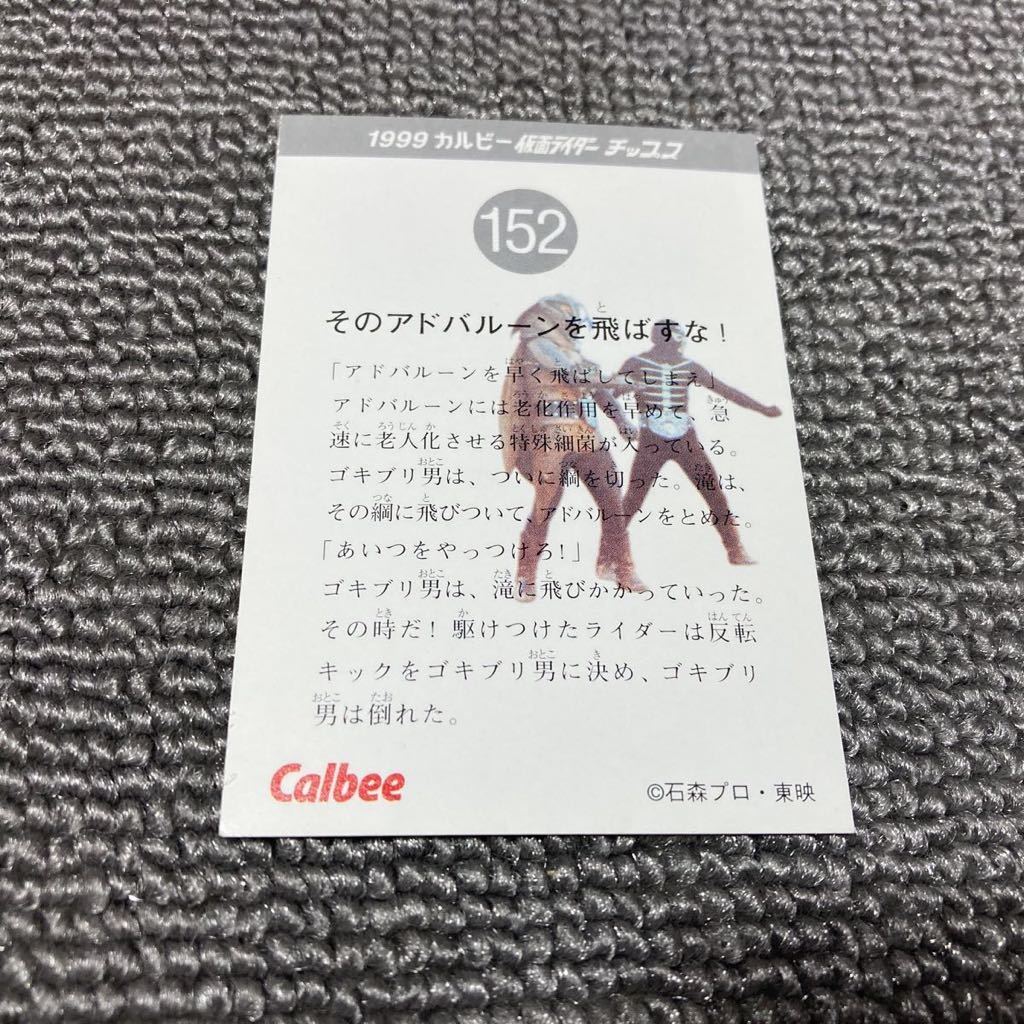 1999 カルビー 仮面ライダー チップス
152
そのアドバルーンを飛ばすな!
「アドバルーンを早く飛ばしてしまえ」
アドバルーンには老化作用を早めて、急
速に老人化させる特殊細菌が入っている。
ゴキブリ男は、ついに綱を切った。滝は、
その綱に飛びついて、アドバルーンをとめた。
「あいつをやっつけろ!」
ゴキブリ男は、滝に飛びかかっていった。
その時だ! 駆けつけたライダーは反転
キックをゴキブリ男に決め、ゴキブリ
男は倒れた。
Calbee
©石森プロ・東映